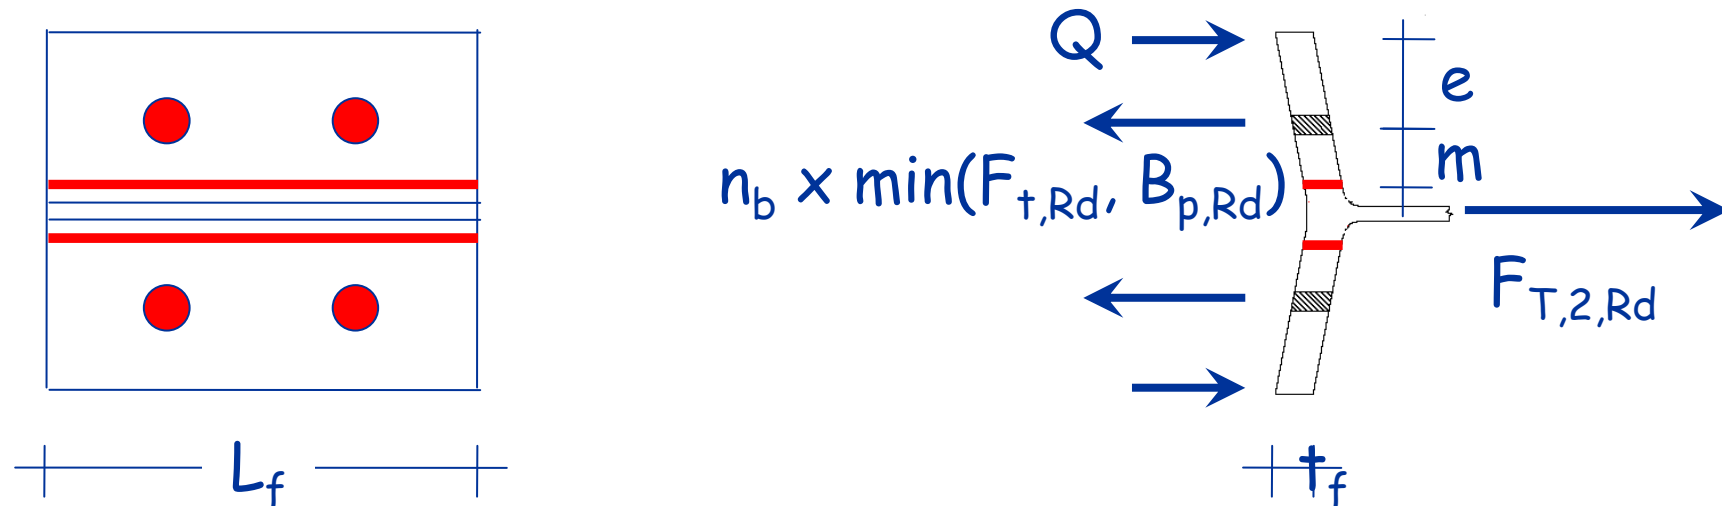 Q
e
m
n_b x min(F_t,Rd, B_p,Rd)
F_T,2,Rd
L_f
t_f